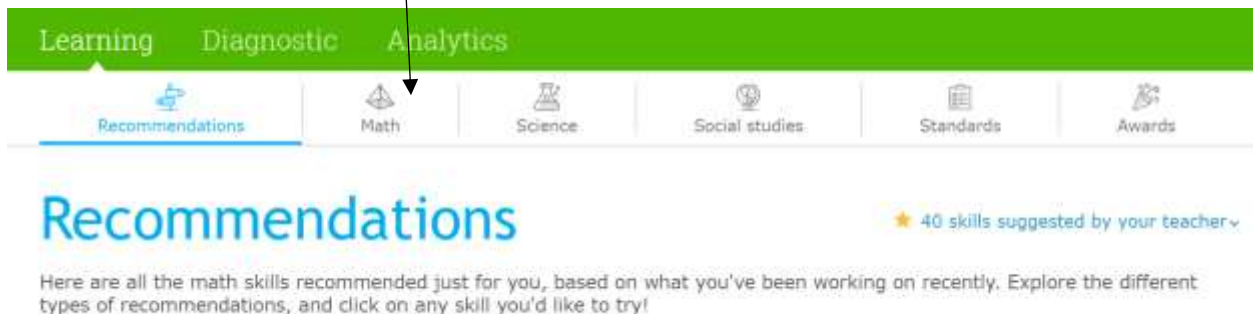 Learning Diagnostic Analytics
Recommendations Math Science Social studies Standards Awards
Recommendations
40 skills suggested by your teacher
Here are all the math skills recommended just for you, based on what you've been working on recently. Explore the different
types of recommendations, and click on any skill you'd like to try!